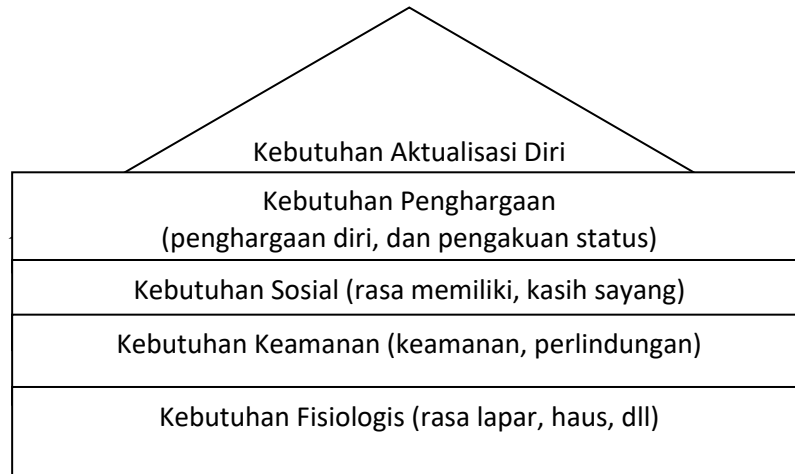 Kebutuhan Aktualisasi Diri
Kebutuhan Penghargaan
(penghargaan diri, dan pengakuan status)
Kebutuhan Sosial (rasa memiliki, kasih sayang)
Kebutuhan Keamanan (keamanan, perlindungan)
Kebutuhan Fisiologis (rasa lapar, haus, dll)